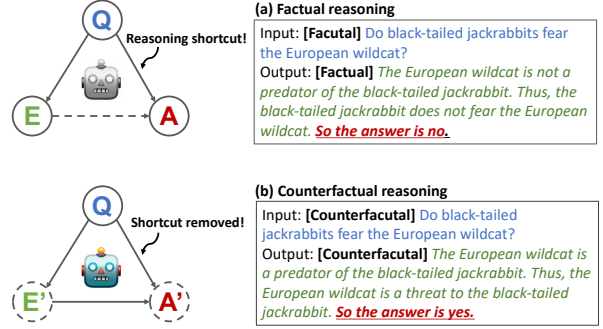 Q
Reasoning shortcut!
E
A
(a) Factual reasoning
Input: [Facutal] Do black-tailed jackrabbits fear
the European wildcat?
Output: [Factual] The European wildcat is not a
predator of the black-tailed jackrabbit. Thus, the
black-tailed jackrabbit does not fear the European
wildcat. So the answer is no.
Q
Shortcut removed!
E'
A'
(b) Counterfactual reasoning
Input: [Counterfacutal] Do black-tailed
jackrabbits fear the European wildcat?
Output: [Counterfacutal] The European wildcat is
a predator of the black-tailed jackrabbit. Thus, the
European wildcat is a threat to the black-tailed
jackrabbit. So the answer is yes.